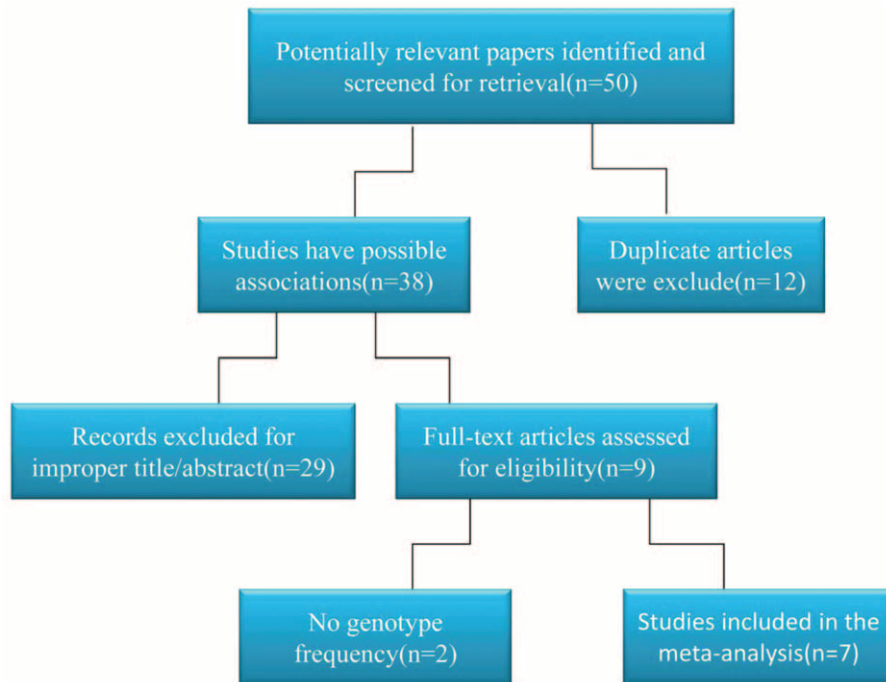 Potentially relevant papers identified and
screened for retrieval(n=50)
Studies have possible
associations(n=38)
Duplicate articles
were exclude(n=12)
Records excluded for
improper title/abstract(n=29)
Full-text articles assessed
for eligibility(n=9)
No genotype
frequency(n=2)
Studies included in the
meta-analysis(n=7)